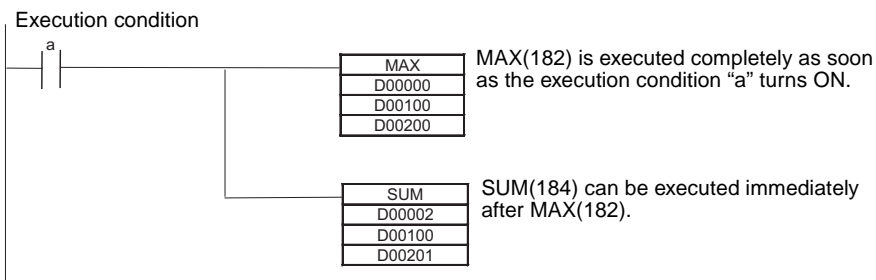 Execution condition
a
MAX
D00000
D00100
D00200
MAX(182) is executed completely as soon
as the execution condition “a” turns ON.
SUM
D00002
D00100
D00201
SUM(184) can be executed immediately
after MAX(182).